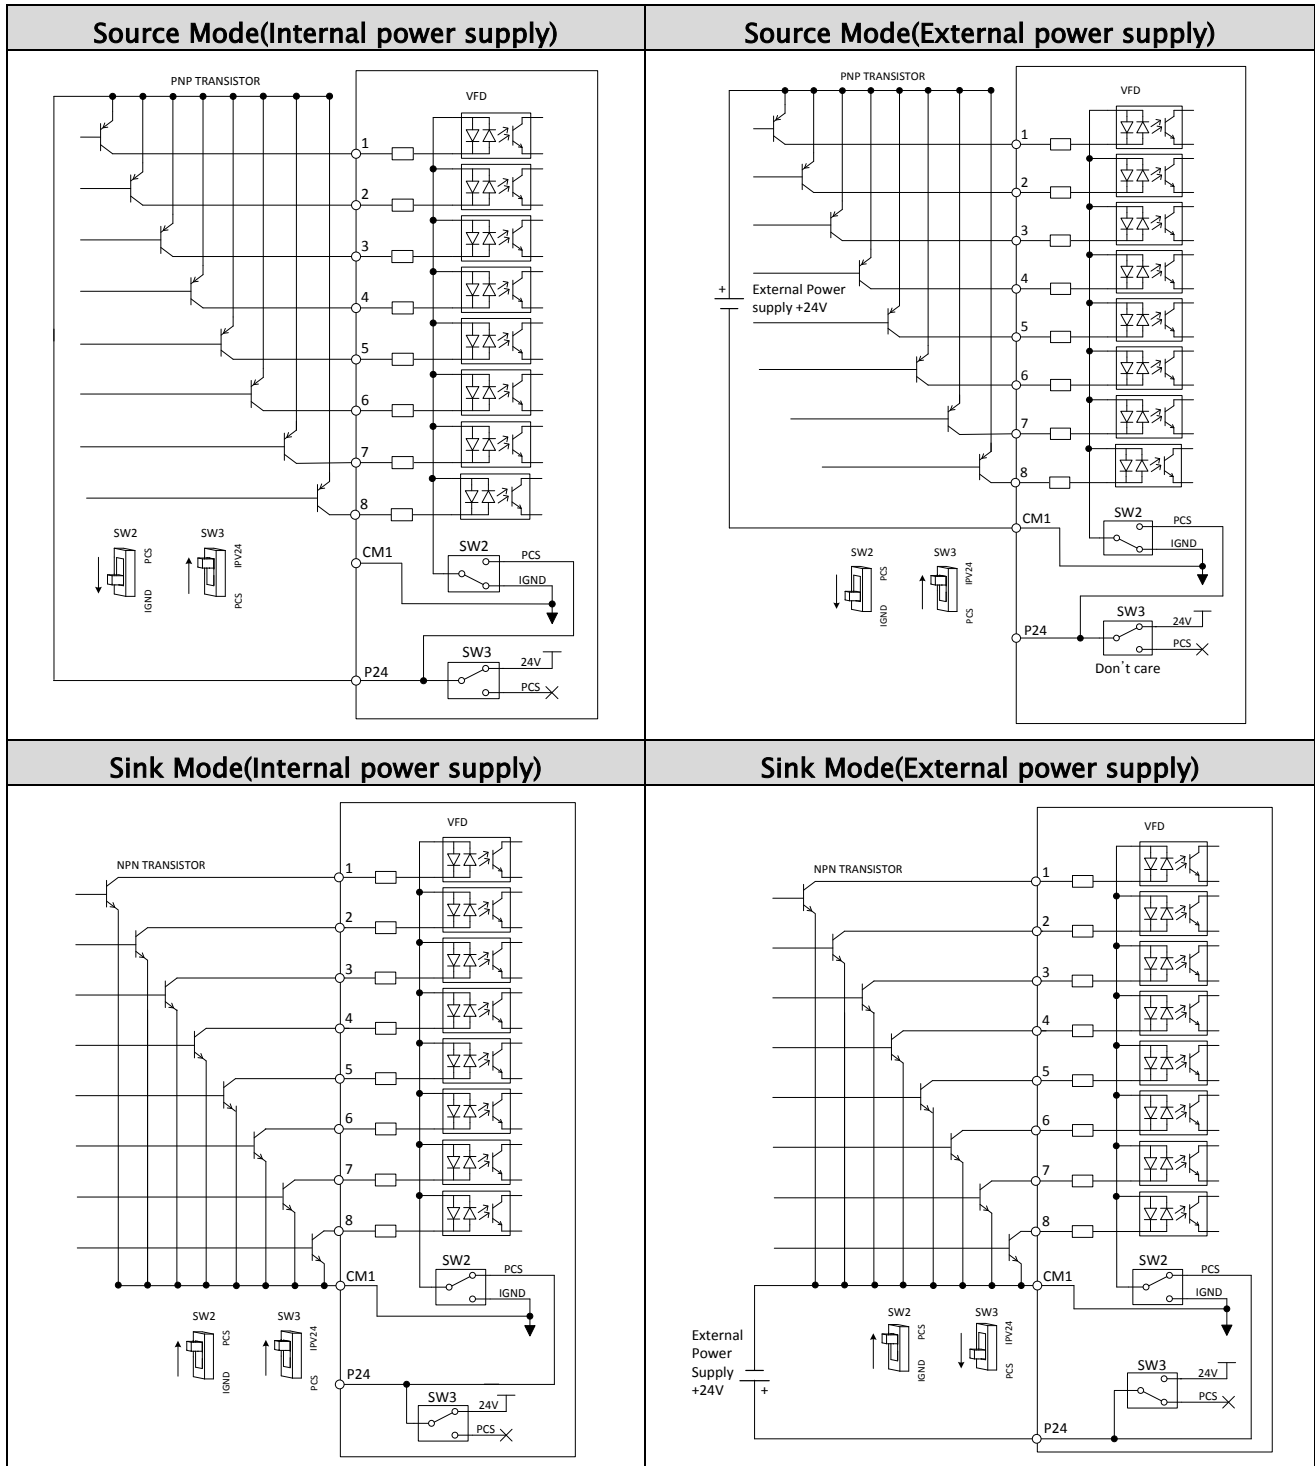 Source Mode(Internal power supply)
PNP TRANSISTOR
VFD
1
2
3
4
5
6
7
8
SW2
PCS
IGND
SW3
IPV24
PCS
CM1
SW2
PCS
IGND
P24
SW3
24V
PCS
Source Mode(External power supply)
PNP TRANSISTOR
VFD
1
2
3
4
+
External Power
supply +24V
5
6
7
8
CM1
SW2
PCS
IGND
SW2
PCS
IGND
SW3
IPV24
PCS
P24
SW3
24V
PCS
Don't care
Sink Mode(Internal power supply)
VFD
NPN TRANSISTOR
1
2
3
4
5
6
7
8
CM1
SW2
PCS
IGND
SW2
PCS
IGND
SW3
IPV24
PCS
P24
SW3
24V
PCS
Sink Mode(External power supply)
VFD
NPN TRANSISTOR
1
2
3
4
5
6
7
8
CM1
SW2
PCS
IGND
SW2
PCS
IGND
SW3
IPV24
PCS
External
Power
Supply
+24V
+
SW3
24V
PCS
P24